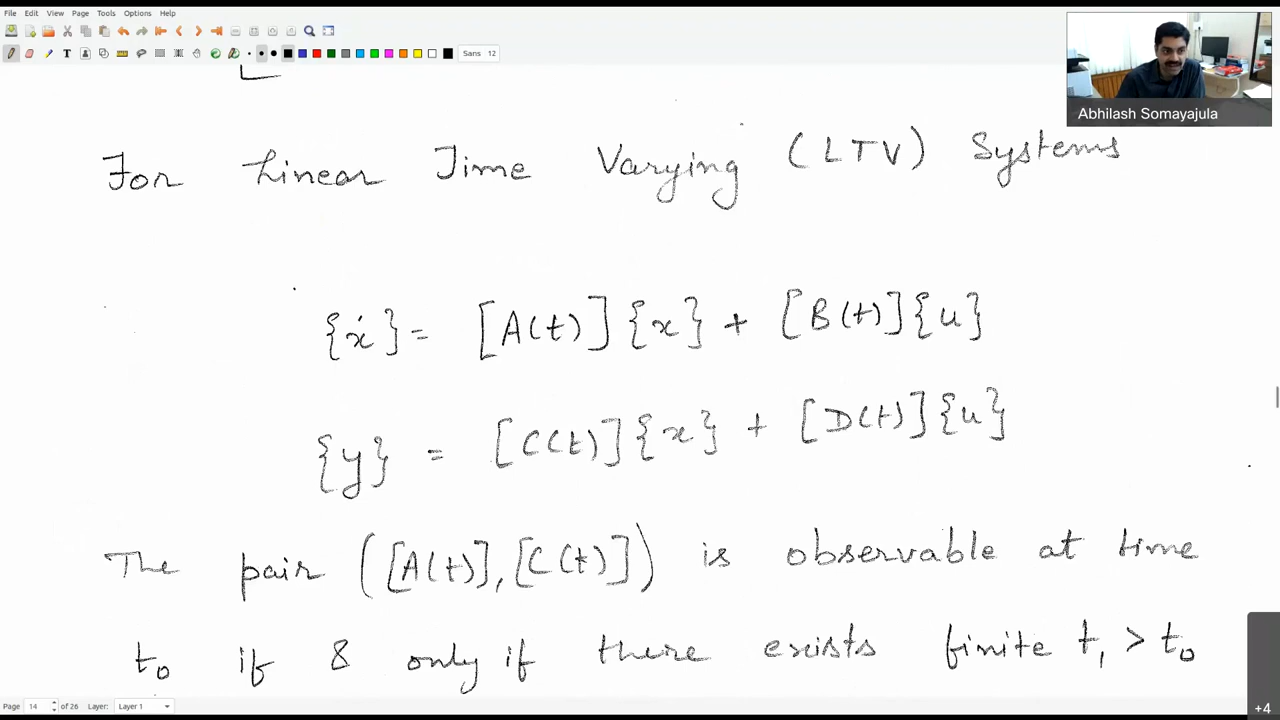 File Edit View Page Tools Options Help
Sans 12
Abhilash Somayajula
For Linear Time Varying (LTV) Systems
{ẋ} = [A(t)]{x} + [B(t)]{u}
{y} = [C(t)]{x} + [D(t)]{u}
The pair ([A(t)], [C(t)]) is observable at time
t₀ if & only if there exists finite t₁ > t₀
Page 14 of 26 Layer: Layer 1
+4